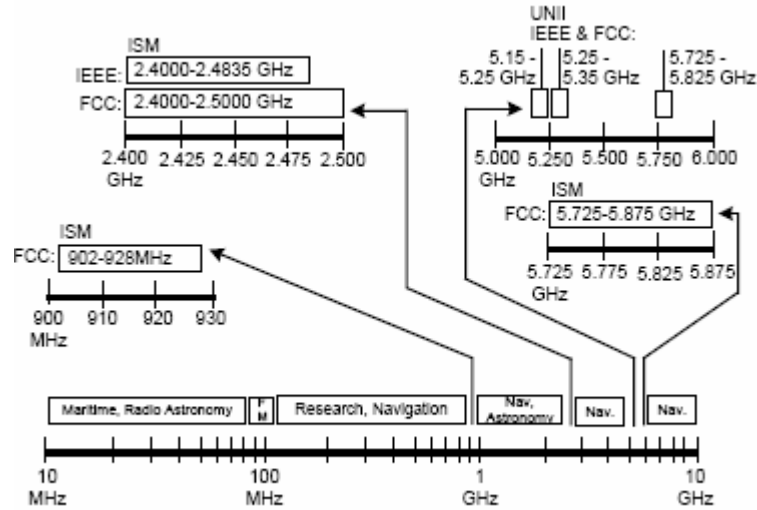 ISM
IEEE: 2.4000-2.4835 GHz
FCC: 2.4000-2.5000 GHz
2.400 2.425 2.450 2.475 2.500
GHz
UNII
IEEE & FCC:
5.15 - 5.25 - 5.725 -
5.25 GHz 5.35 GHz 5.825 GHz
5.000 5.250 5.500 5.750 6.000
GHz
ISM
FCC: 5.725-5.875 GHz
5.725 5.775 5.825 5.875
GHz
ISM
FCC: 902-928MHz
900 910 920 930
MHz
Maritime, Radio Astronomy
F
M
Research, Navigation
Nav,
Astronomy
Nav.
Nav.
10 100 1 10
MHz MHz GHz GHz